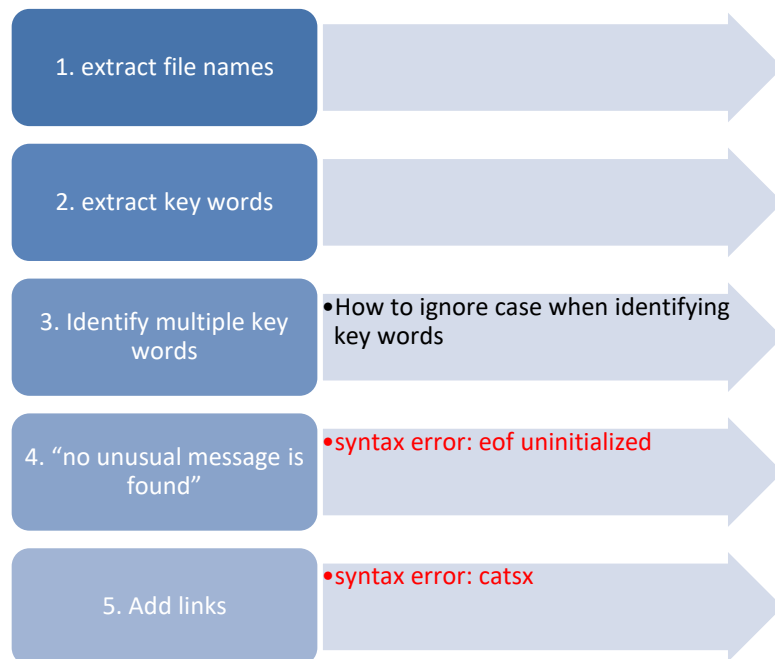 1. extract file names
2. extract key words
3. Identify multiple key
words
•How to ignore case when identifying
key words
4. “no unusual message is
found”
•syntax error: eof uninitialized
5. Add links
•syntax error: catsx